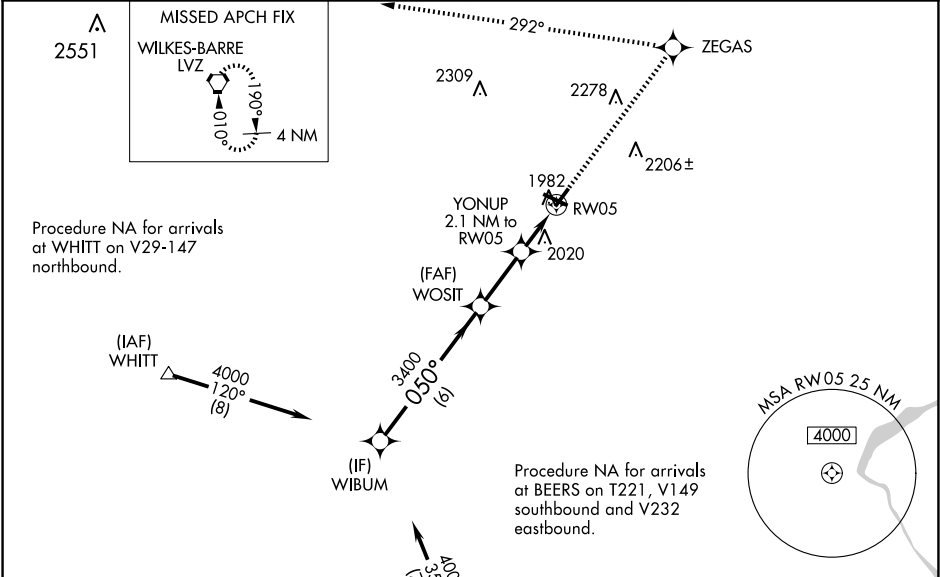 MISSED APCH FIX
WILKES-BARRE
LVZ
190°
010°
4 NM
2551
292°
ZEGAS
2309
2278
2206±
1982
RW05
YONUP
2.1 NM to
RW05
2020
Procedure NA for arrivals
at WHITT on V29-147
northbound.
(FAF)
WOSIT
(IAF)
WHITT
4000
120°
(8)
3400
050°
(6)
(IF)
WIBUM
MSA RW05 25 NM
4000
Procedure NA for arrivals
at BEERS on T221, V149
southbound and V232
eastbound.